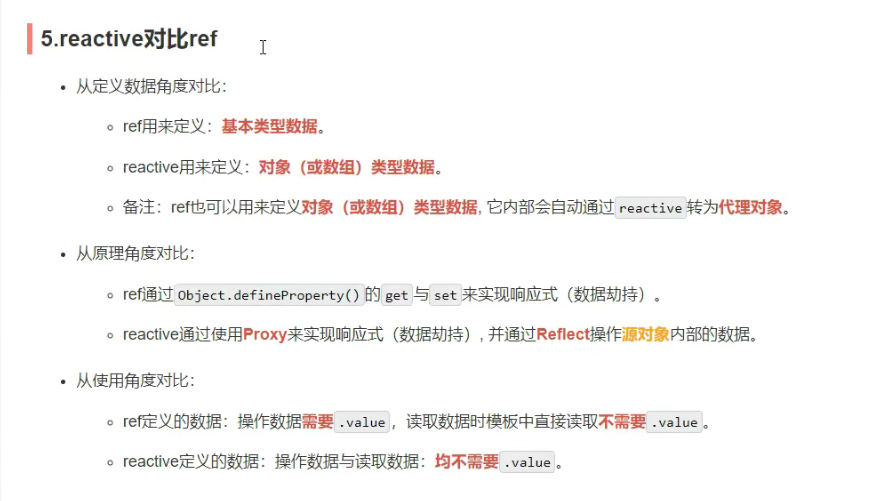 5.reactive对比ref
从定义数据角度对比：
ref用来定义：基本类型数据。
reactive用来定义：对象（或数组）类型数据。
备注：ref也可以用来定义对象（或数组）类型数据, 它内部会自动通过reactive转为代理对象。
从原理角度对比：
ref通过Object.defineProperty()的get与set来实现响应式（数据劫持）。
reactive通过使用Proxy来实现响应式（数据劫持）, 并通过Reflect操作源对象内部的数据。
从使用角度对比：
ref定义的数据：操作数据需要.value，读取数据时模板中直接读取不需要.value。
reactive定义的数据：操作数据与读取数据：均不需要.value。